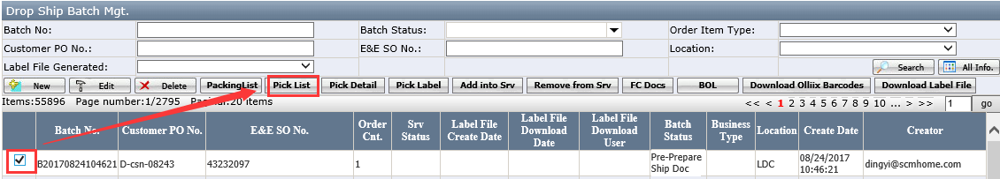 Drop Ship Batch Mgt.
Batch No: Batch Status: Order Item Type:
Customer PO No.: E&E SO No.: Location:
Label File Generated:
Search All Info.
New Edit Delete PackingList Pick List Pick Detail Pick Label Add into Srv Remove from Srv FC Docs BOL Download Olliix Barcodes Download Label File
Items:55896 Page number:1/2795 Page size:20 items << < 1 2 3 4 5 6 7 8 9 10 ... > >> 1 go
Batch No. Customer PO No. E&E SO No. Order Cnt. Srv Status Label File Create Date Label File Download Date Label File Download User Batch Status Business Type Location Create Date Creator
B20170824104621 D-csn-08243 43232097 1 Pre-Prepare Ship Doc LDC 08/24/2017 10:46:21 dingyi@scmhome.com